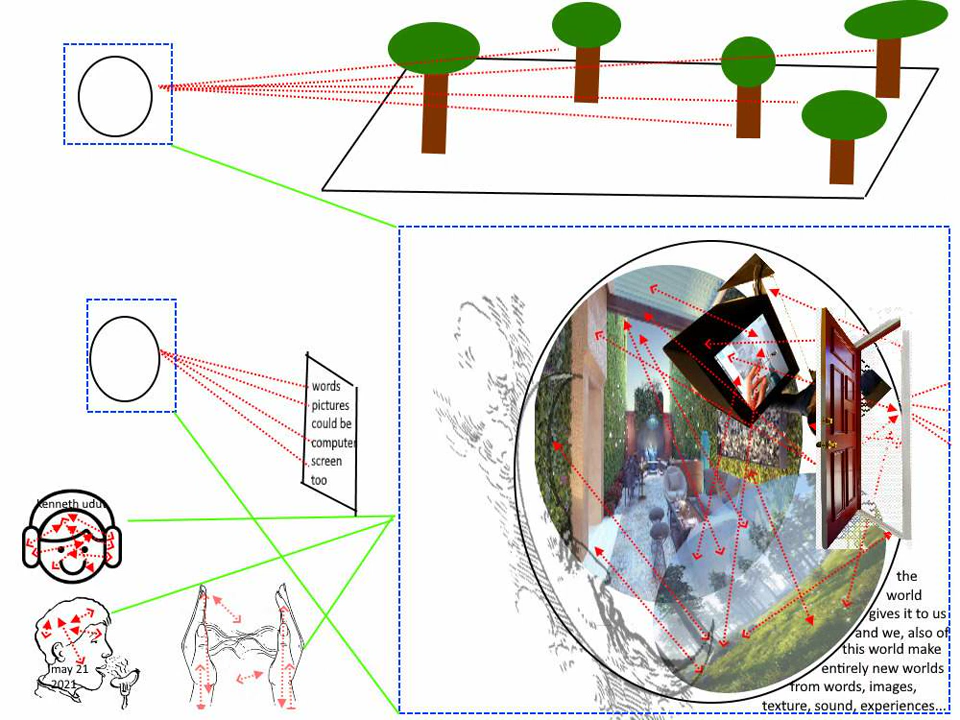 words
pictures
could be
computer
screen
too
kenneth udut
may 21
2021
the
world
gives it to us
and we, also of
this world make
entirely new worlds
from words, images,
texture, sound, experiences...